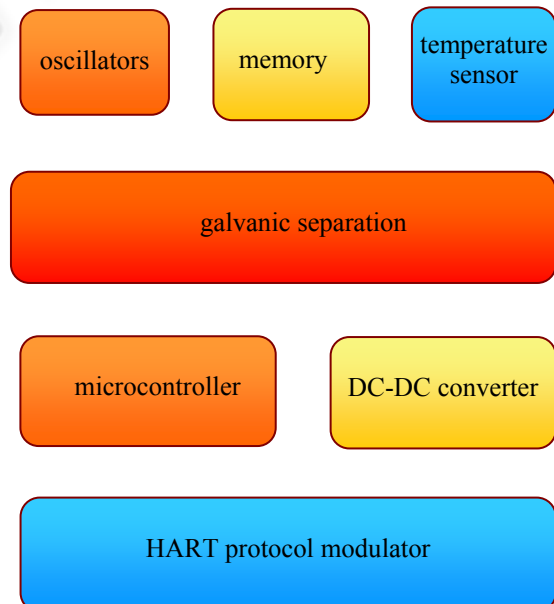 oscillators
memory
temperature
sensor
galvanic separation
microcontroller
DC-DC converter
HART protocol modulator